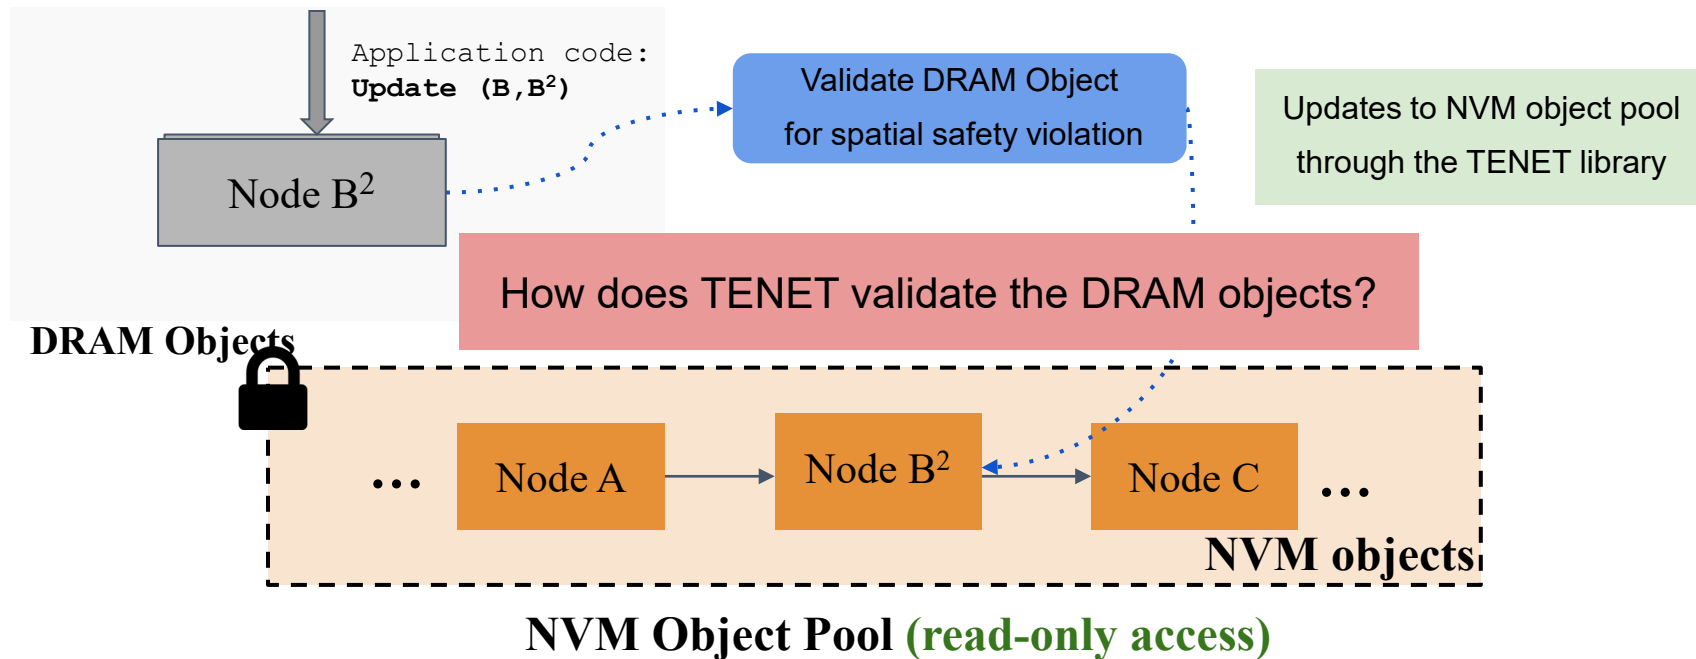 Application code:
Update (B,B²)
Node B²
DRAM Objects
Validate DRAM Object
for spatial safety violation
Updates to NVM object pool
through the TENET library
How does TENET validate the DRAM objects?
...
Node A
Node B²
Node C
...
NVM objects
NVM Object Pool (read-only access)